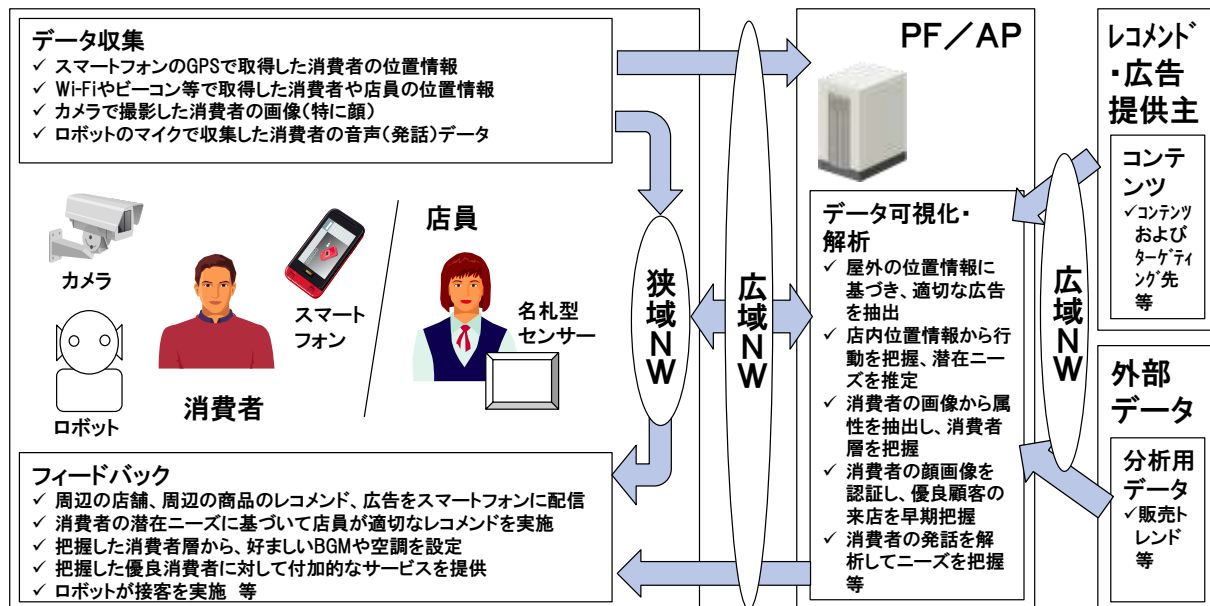 データ収集
✓ スマートフォンのGPSで取得した消費者の位置情報
✓ Wi-Fiやビーコン等で取得した消費者や店員の位置情報
✓ カメラで撮影した消費者の画像(特に顔)
✓ ロボットのマイクで収集した消費者の音声(発話)データ
カメラ
ロボット
消費者
スマート
フォン
店員
名札型
センサー
狭域NW
フィードバック
✓ 周辺の店舗、周辺の商品のレコメンド、広告をスマートフォンに配信
✓ 消費者の潜在ニーズに基づいて店員が適切なレコメンドを実施
✓ 把握した消費者層から、好ましいBGMや空調を設定
✓ 把握した優良消費者に対して付加的なサービスを提供
✓ ロボットが接客を実施 等
広域NW
PF/AP
データ可視化・
解析
✓ 屋外の位置情報に
基づき、適切な広告
を抽出
✓ 店内位置情報から行
動を把握、潜在ニー
ズを推定
✓ 消費者の画像から属
性を抽出し、消費者
層を把握
✓ 消費者の顔画像を
認証し、優良顧客の
来店を早期把握
✓ 消費者の発話を解
析してニーズを把握
等
広域NW
レコメンド
・広告
提供主
コンテ
ンツ
✓コンテンツ
および
ターゲティ
ング先
等
外部
データ
分析用
データ
✓販売ト
レンド
等